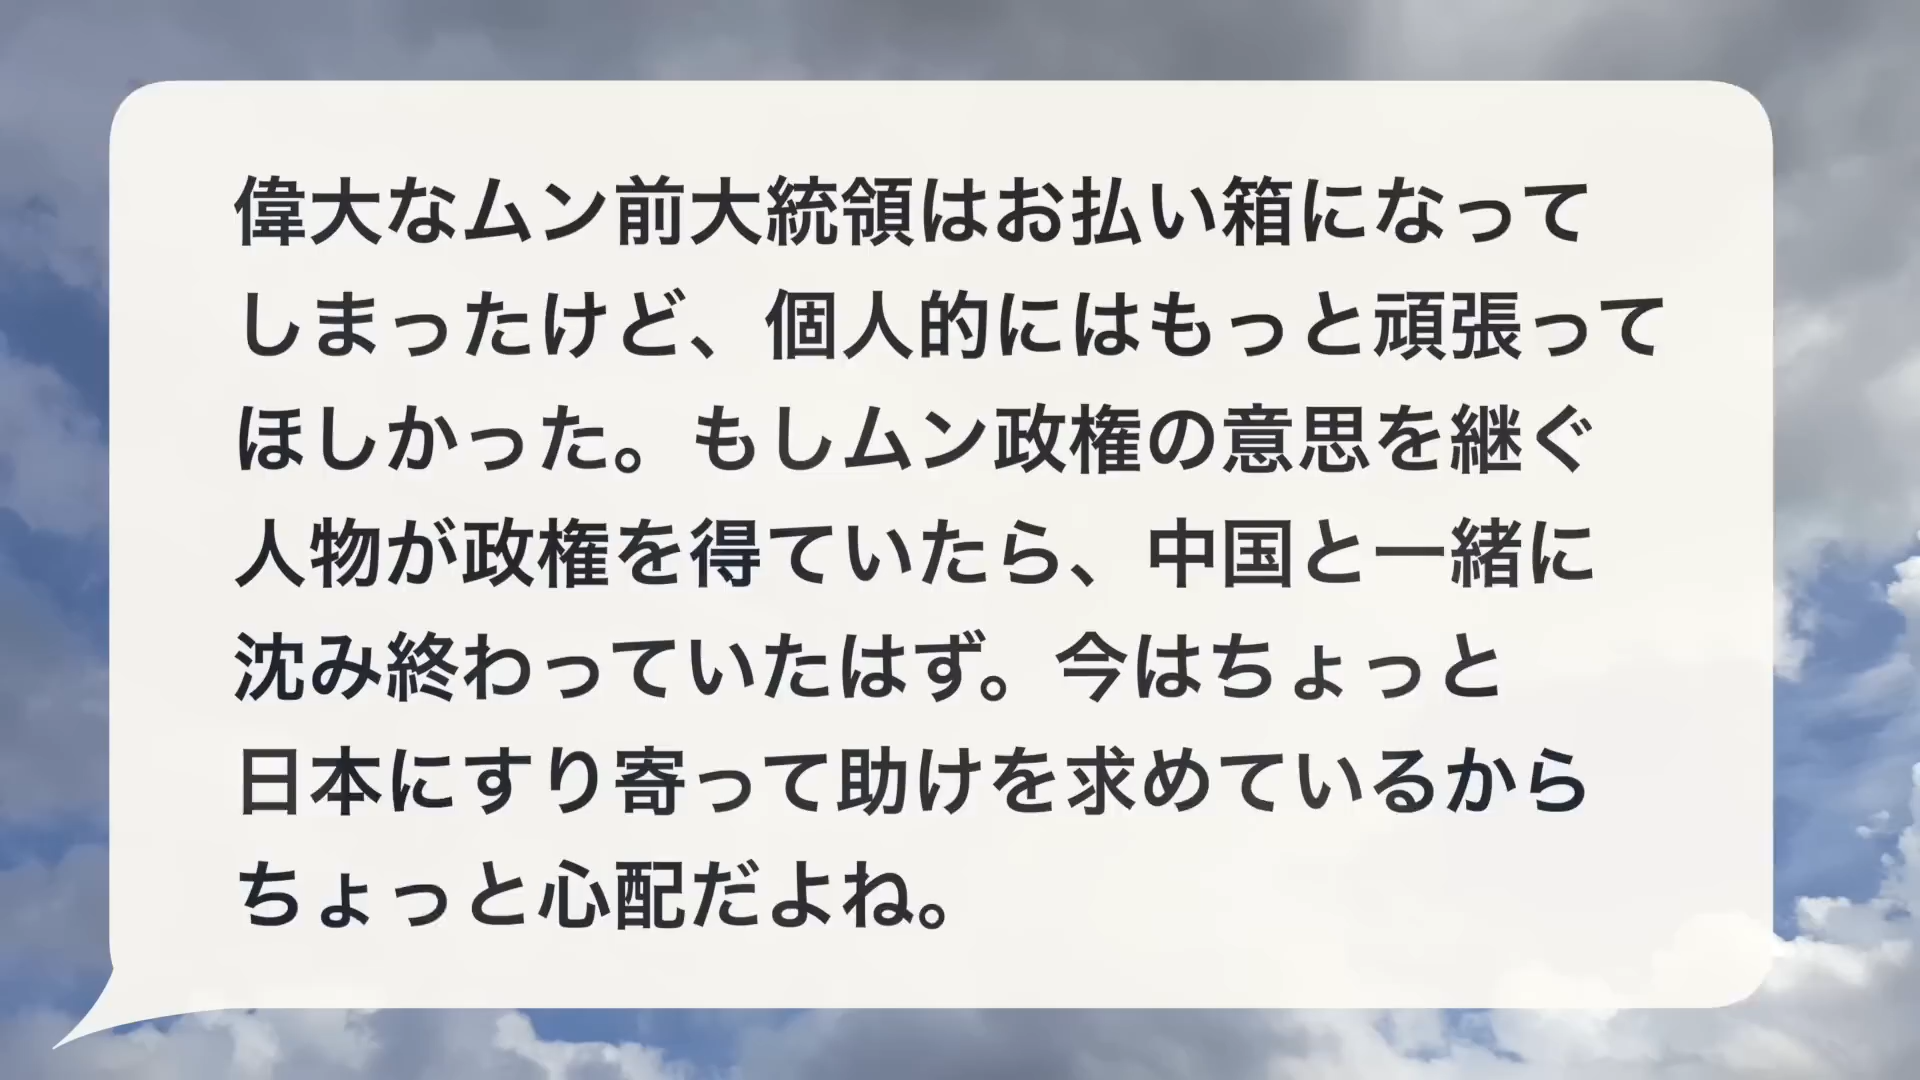 偉大なムン前大統領はお払い箱になって
しまったけど、個人的にはもっと頑張って
ほしかった。もしムン政権の意思を継ぐ
人物が政権を得ていたら、中国と一緒に
沈み終わっていたはず。今はちょっと
日本にすり寄って助けを求めているから
ちょっと心配だよね。